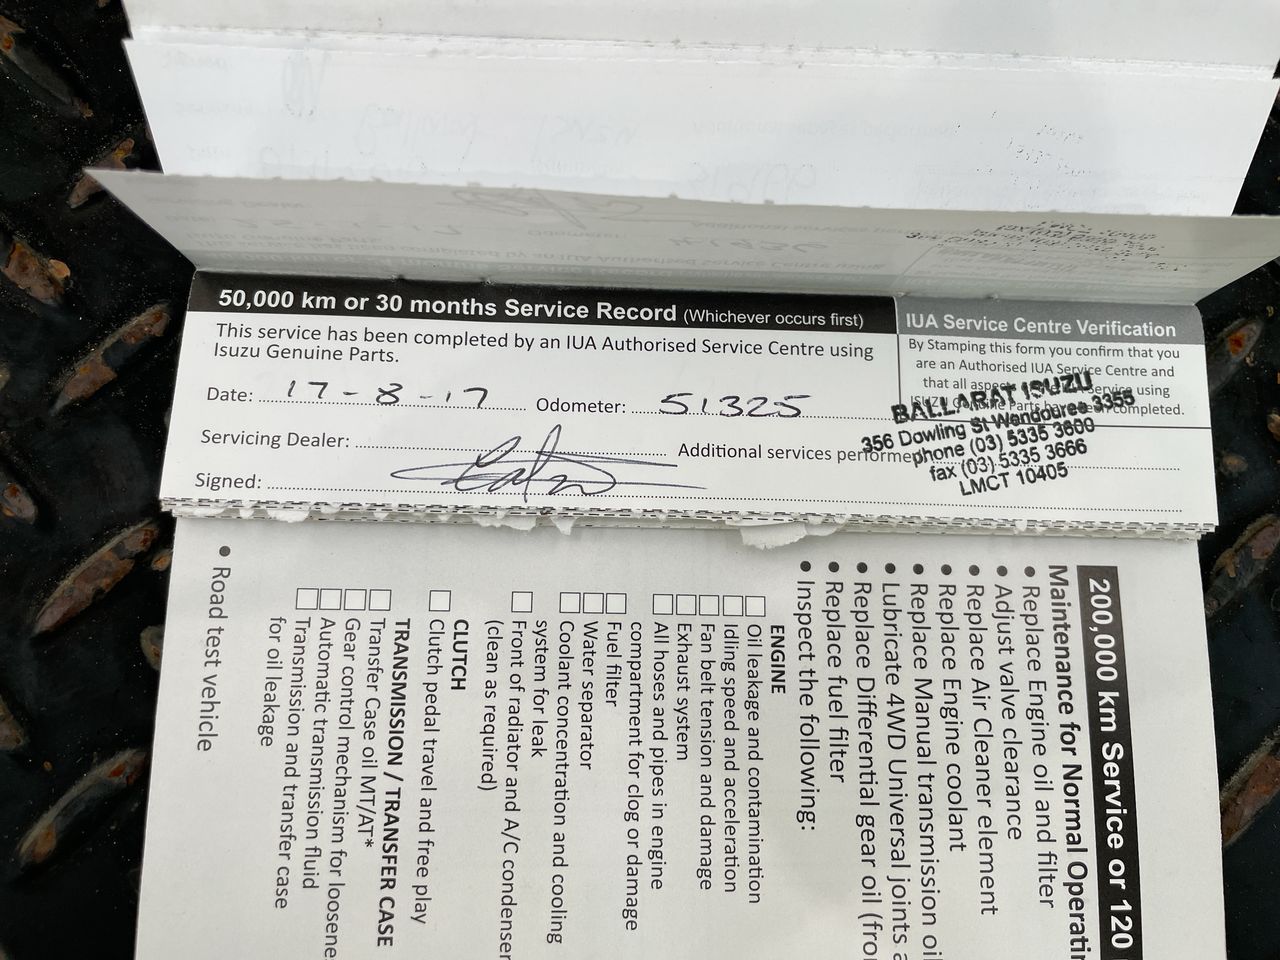 50,000 km or 30 months Service Record (Whichever occurs first)
This service has been completed by an IUA Authorised Service Centre using
Isuzu Genuine Parts.
Date: 17-8-17 Odometer: 51325
Servicing Dealer:
Additional services performed
Signed:
IUA Service Centre Verification
By Stamping this form you confirm that you
are an Authorised IUA Service Centre and
that all aspects Service using
Parts completed.
BALLARAT ISUZU
356 Dowling St Wendouree 3355
phone (03) 5335 3600
fax (03) 5335 3666
LMCT 10405
200,000 km Service or 120
Maintenance for Normal Operatin
• Replace Engine oil and filter
• Adjust valve clearance
• Replace Air Cleaner element
• Replace Engine coolant
• Replace Manual transmission oil
• Lubricate 4WD Universal joints a
• Replace Differential gear oil (fro
• Replace fuel filter
• Inspect the following:
ENGINE
Oil leakage and contamination
Idling speed and acceleration
Fan belt tension and damage
Exhaust system
All hoses and pipes in engine
compartment for clog or damage
Fuel filter
Water separator
Coolant concentration and cooling
system for leak
Front of radiator and A/C condenser
(clean as required)
CLUTCH
Clutch pedal travel and free play
TRANSMISSION / TRANSFER CASE
Transfer Case oil MT/AT*
Gear control mechanism for loosene
Automatic transmission fluid
Transmission and transfer case
for oil leakage
• Road test vehicle